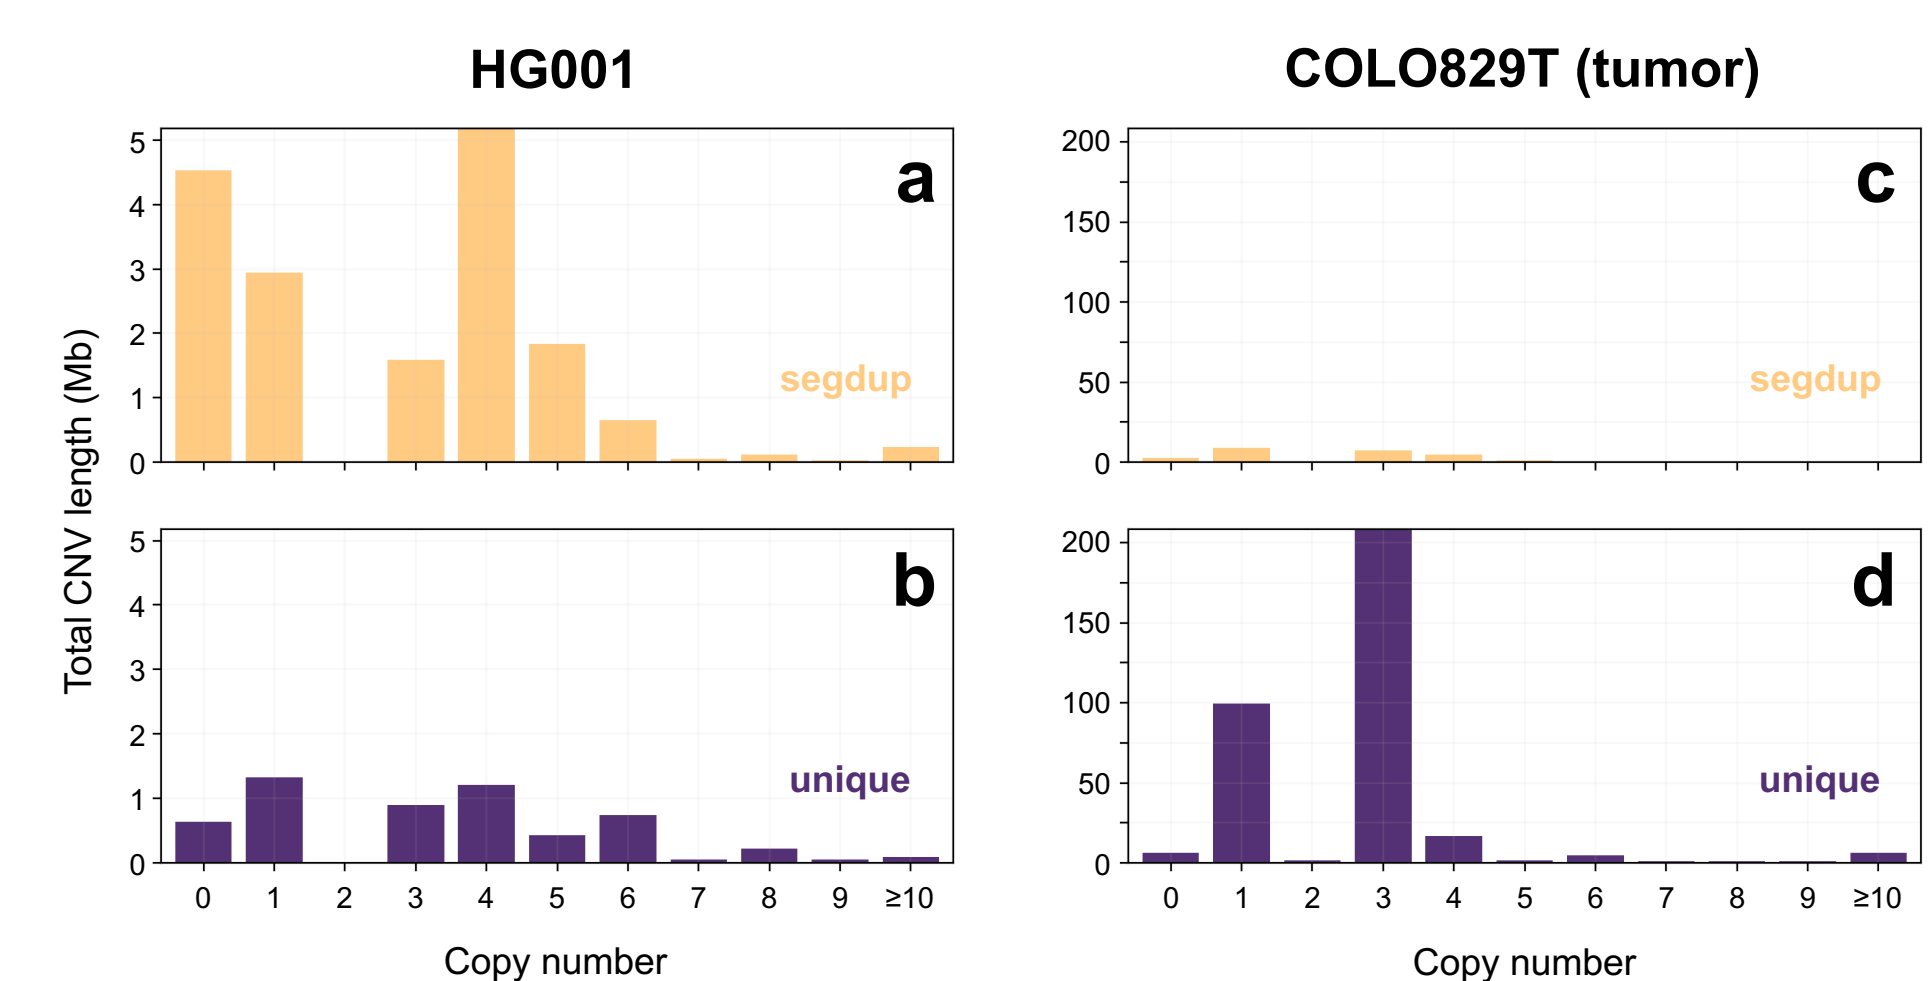 HG001
COLO829T (tumor)
Total CNV length (Mb)
5
4
3
2
1
0
a
segdup
200
150
100
50
0
c
segdup
5
4
3
2
1
0
b
unique
0 1 2 3 4 5 6 7 8 9 ≥10
Copy number
200
150
100
50
0
d
unique
0 1 2 3 4 5 6 7 8 9 ≥10
Copy number